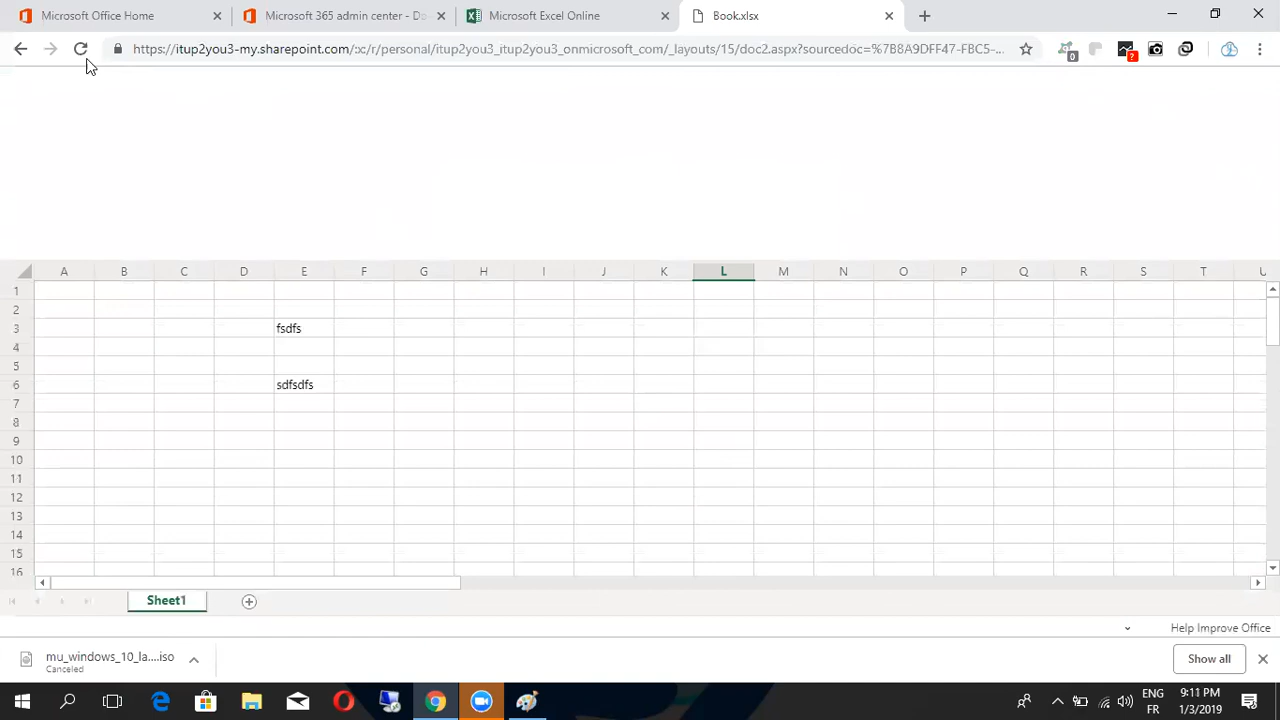 Microsoft Office Home
Microsoft 365 admin center - Do
Microsoft Excel Online
Book.xlsx
https://itup2you3-my.sharepoint.com/:x:/r/personal/itup2you3_itup2you3_onmicrosoft_com/_layouts/15/doc2.aspx?sourcedoc=%7B8A9DFF47-FBC5-...
0
?
A B C D E F G H I J K L M N O P Q R S T U
1
2
3 fsdfs
4
5
6 sdfsdfs
7
8
9
10
11
12
13
14
15
16
Sheet1
Help Improve Office
mu_windows_10_la....iso
Canceled
Show all
ENG
FR
9:11 PM
1/3/2019